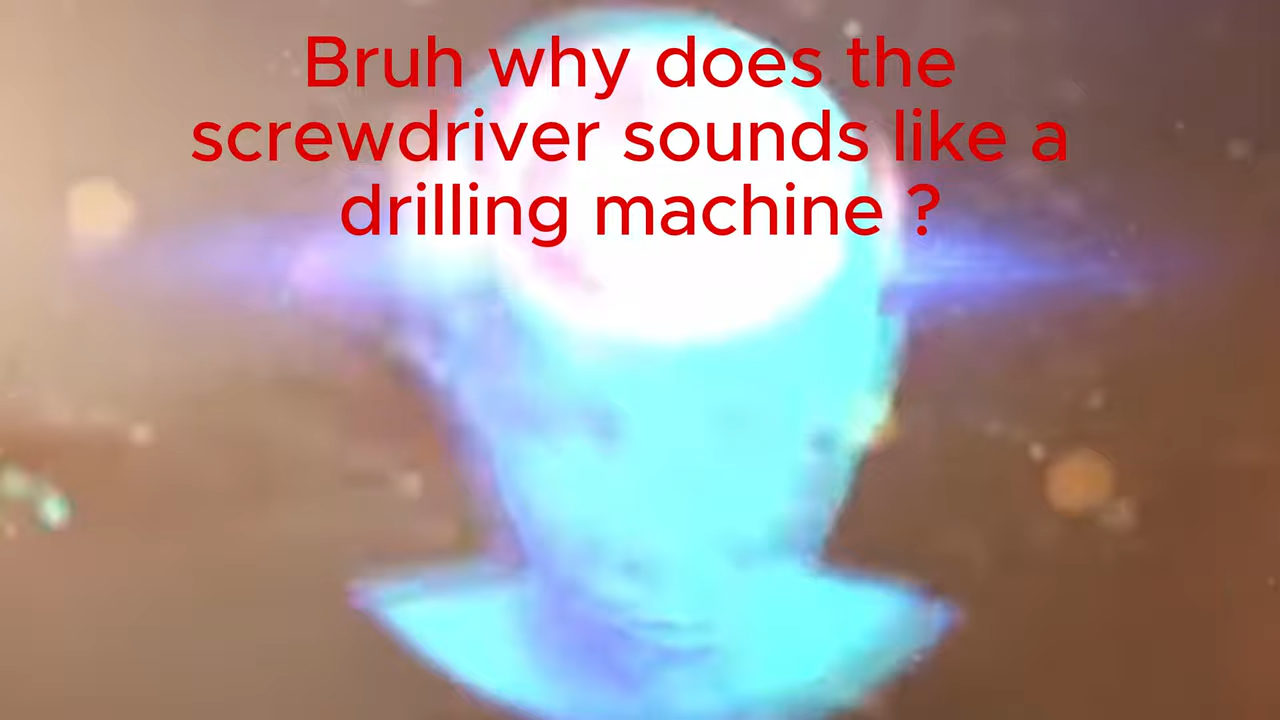 Bruh why does the
screwdriver sounds like a
drilling machine ?